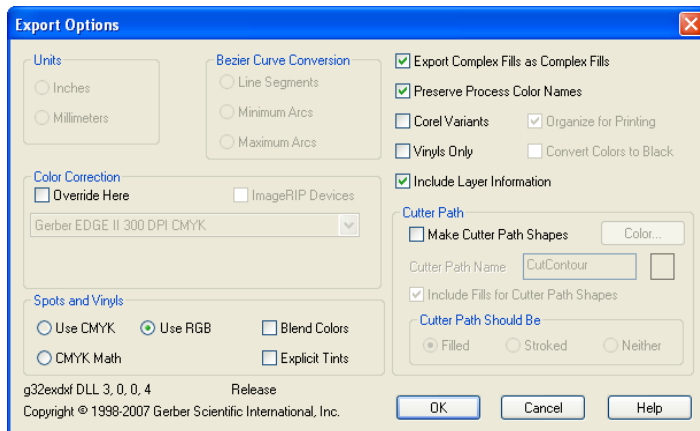 Export Options
Units
Inches
Millimeters
Bezier Curve Conversion
Line Segments
Minimum Arcs
Maximum Arcs
Color Correction
Override Here
ImageRIP Devices
Gerber EDGE II 300 DPI CMYK
Spots and Vinyls
Use CMYK
Use RGB
Blend Colors
CMYK Math
Explicit Tints
g32exdxf DLL 3, 0, 0, 4 Release
Copyright © 1998-2007 Gerber Scientific International, Inc.
Export Complex Fills as Complex Fills
Preserve Process Color Names
Corel Variants
Organize for Printing
Vinyls Only
Convert Colors to Black
Include Layer Information
Cutter Path
Make Cutter Path Shapes
Color...
Cutter Path Name
CutContour
Include Fills for Cutter Path Shapes
Cutter Path Should Be
Filled
Stroked
Neither
OK
Cancel
Help